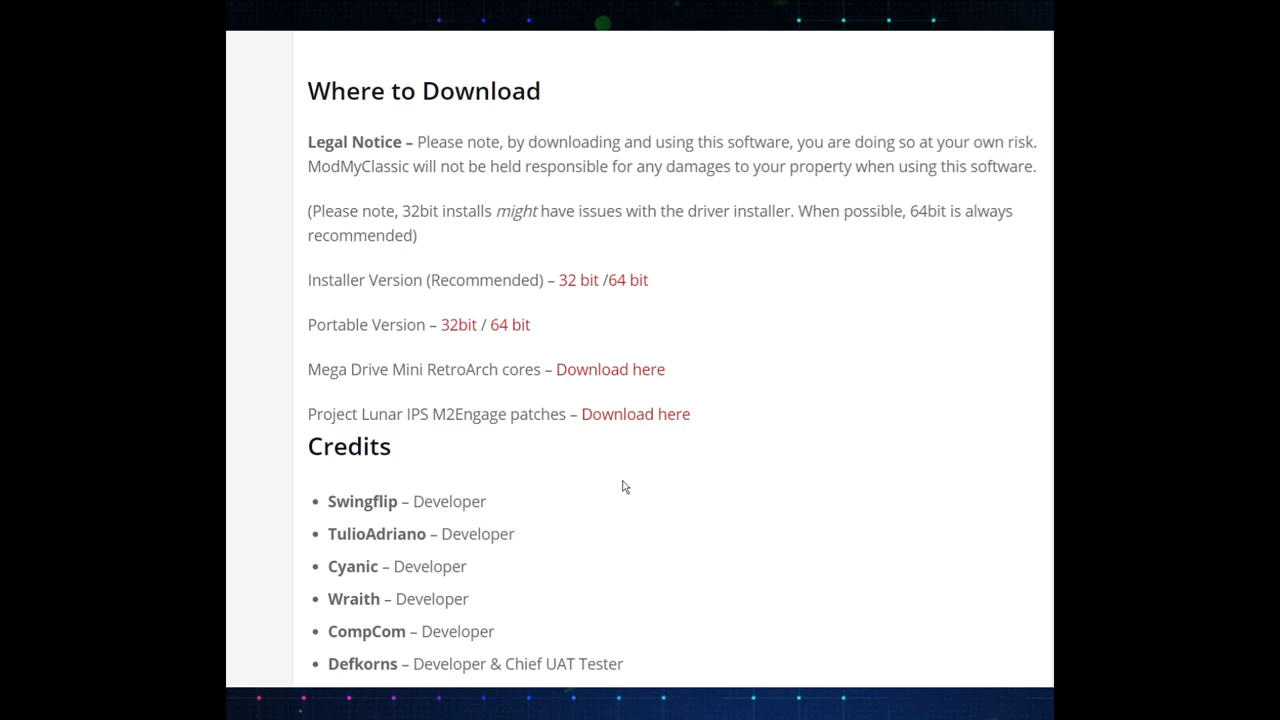 Where to Download
Legal Notice – Please note, by downloading and using this software, you are doing so at your own risk.
ModMyClassic will not be held responsible for any damages to your property when using this software.
(Please note, 32bit installs might have issues with the driver installer. When possible, 64bit is always
recommended)
Installer Version (Recommended) – 32 bit /64 bit
Portable Version – 32bit / 64 bit
Mega Drive Mini RetroArch cores – Download here
Project Lunar IPS M2Engage patches – Download here
Credits
• Swingflip – Developer
• TulioAdriano – Developer
• Cyanic – Developer
• Wraith – Developer
• CompCom – Developer
• Defkorns – Developer & Chief UAT Tester